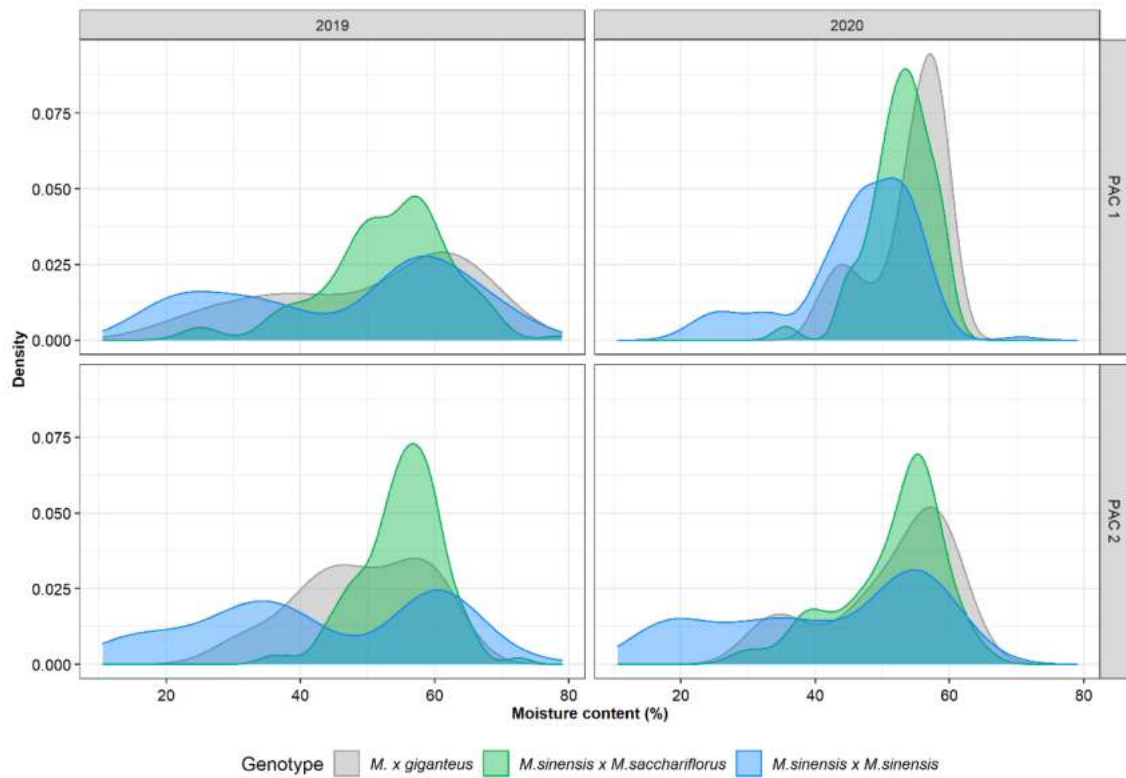 2019
2020
0.075
0.050
0.025
0.000
PAC 1
Density
0.075
0.050
0.025
0.000
PAC 2
20 40 60 80
20 40 60 80
Moisture content (%)
Genotype M. x giganteus M.sinensis x M.sacchariflorus M.sinensis x M.sinensis